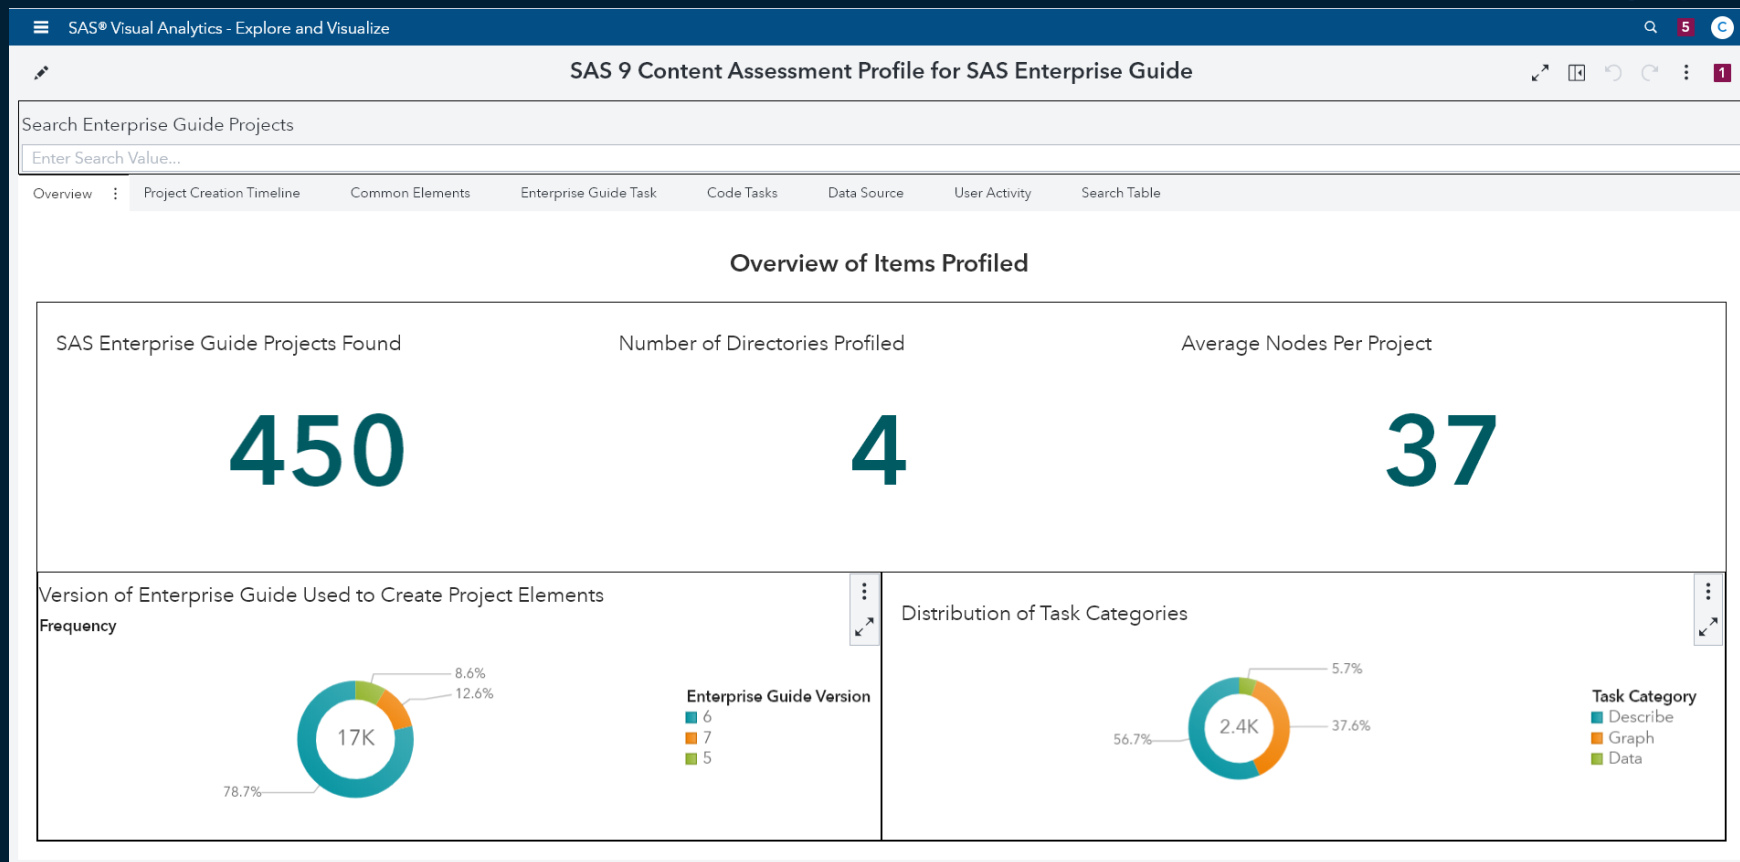 SAS® Visual Analytics - Explore and Visualize
5
C
SAS 9 Content Assessment Profile for SAS Enterprise Guide
1
Search Enterprise Guide Projects
Enter Search Value...
Overview
Project Creation Timeline
Common Elements
Enterprise Guide Task
Code Tasks
Data Source
User Activity
Search Table
Overview of Items Profiled
SAS Enterprise Guide Projects Found
Number of Directories Profiled
Average Nodes Per Project
450
4
37
Version of Enterprise Guide Used to Create Project Elements
Frequency
8.6%
12.6%
17K
78.7%
Enterprise Guide Version
6
7
5
Distribution of Task Categories
5.7%
37.6%
2.4K
56.7%
Task Category
Describe
Graph
Data